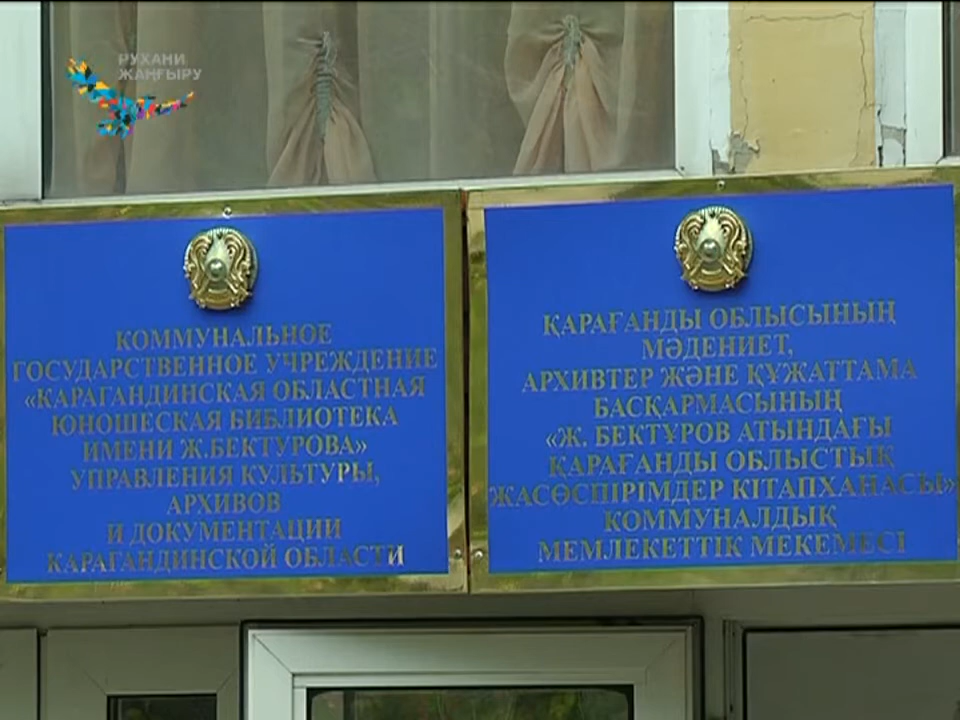 РУХАНИ
ЖАҢҒЫРУ
КОММУНАЛЬНОЕ
ГОСУДАРСТВЕННОЕ УЧРЕЖДЕНИЕ
«КАРАГАНДИНСКАЯ ОБЛАСТНАЯ
ЮНОШЕСКАЯ БИБЛИОТЕКА
ИМЕНИ Ж.БЕКТУРОВА»
УПРАВЛЕНИЯ КУЛЬТУРЫ,
АРХИВОВ
И ДОКУМЕНТАЦИИ
КАРАГАНДИНСКОЙ ОБЛАСТИ
ҚАРАҒАНДЫ ОБЛЫСЫНЫҢ
МӘДЕНИЕТ,
АРХИВТЕР ЖӘНЕ ҚҰЖАТТАМА
БАСҚАРМАСЫНЫҢ
«Ж. БЕКТҰРОВ АТЫНДАҒЫ
ҚАРАҒАНДЫ ОБЛЫСТЫҚ
ЖАСӨСПІРІМДЕР КІТАПХАНАСЫ»
КОММУНАЛДЫҚ
МЕМЛЕКЕТТІК МЕКЕМЕСІ